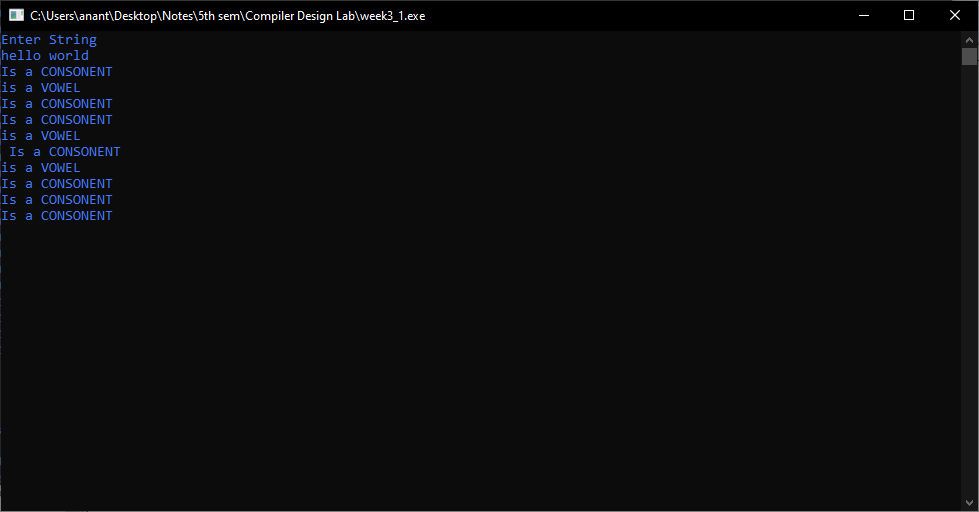 C:\Users\anant\Desktop\Notes\5th sem\Compiler Design Lab\week3_1.exe
Enter String
hello world
Is a CONSONENT
is a VOWEL
Is a CONSONENT
Is a CONSONENT
is a VOWEL
 Is a CONSONENT
is a VOWEL
Is a CONSONENT
Is a CONSONENT
Is a CONSONENT